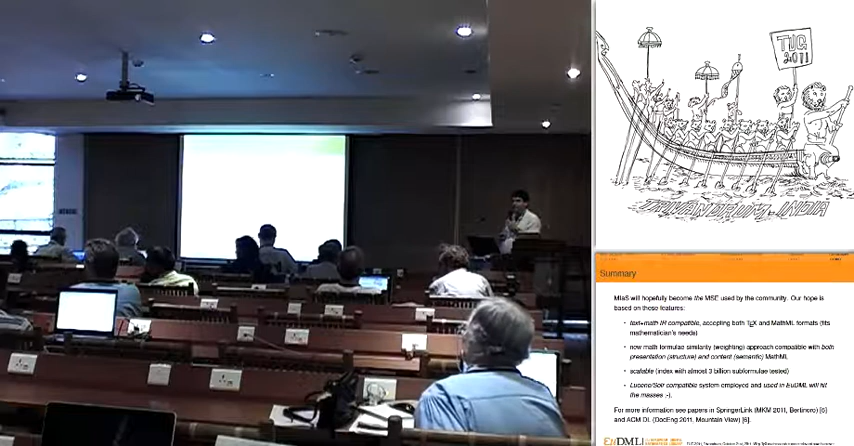 TUG
2011
TRIVANDRUM INDIA
Summary
MIaS will hopefully become the MSE used by the community. Our hope is
based on those features:
• text+math IR compatible, accepting both TEX and MathML formats (fits
mathematician's needs)
• new math formulae similarity (weighting) approach compatible with both
presentation (structure) and content (semantic) MathML
• scalable (index with almost 3 billion subformulae tested)
• Lucene/Solr compatible system employed and used in EuDML will hit
the masses ;-).
For more information see papers in SpringerLink (MKM 2011, Bertinoro) [5]
and ACM DL (DocEng 2011, Mountain View) [6].
EuDML